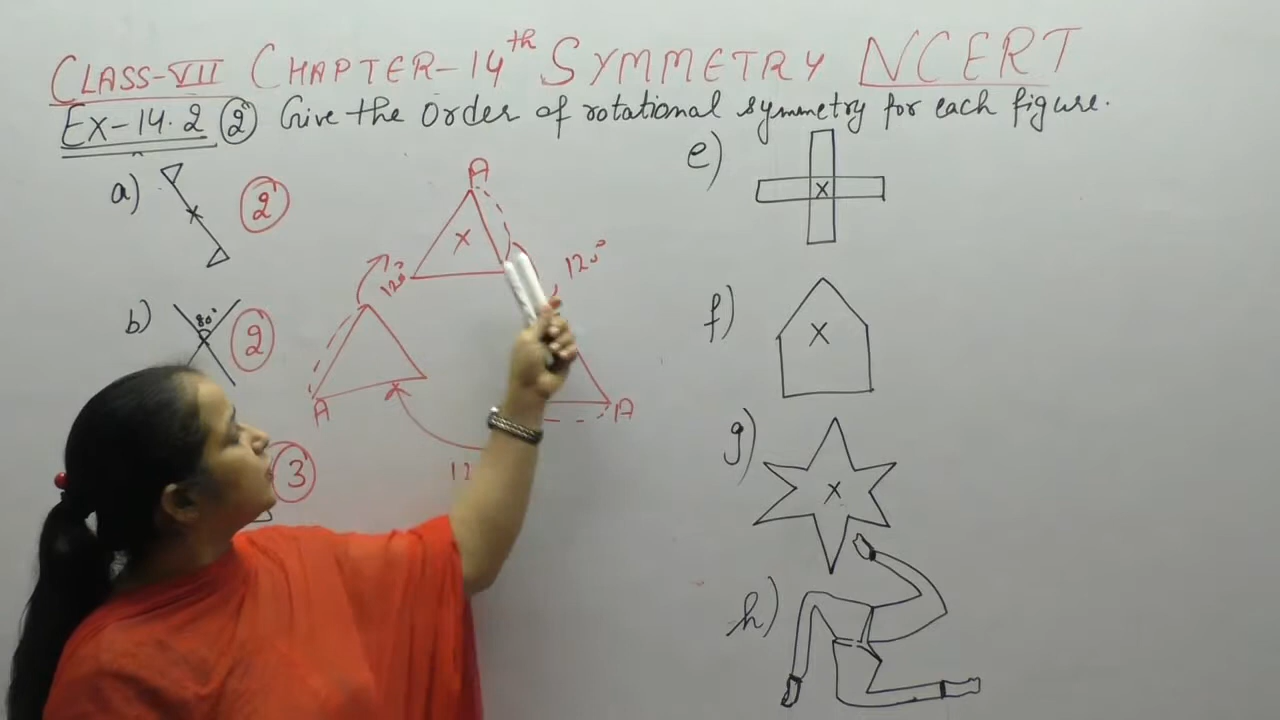 CLASS-VII CHAPTER-14th SYMMETRY NCERT
EX-14.2 (2) Give the order of rotational symmetry for each figure.
a)
2
A
120°
120°
b)
80°
2
A
A
3
12
e)
f)
g)
h)